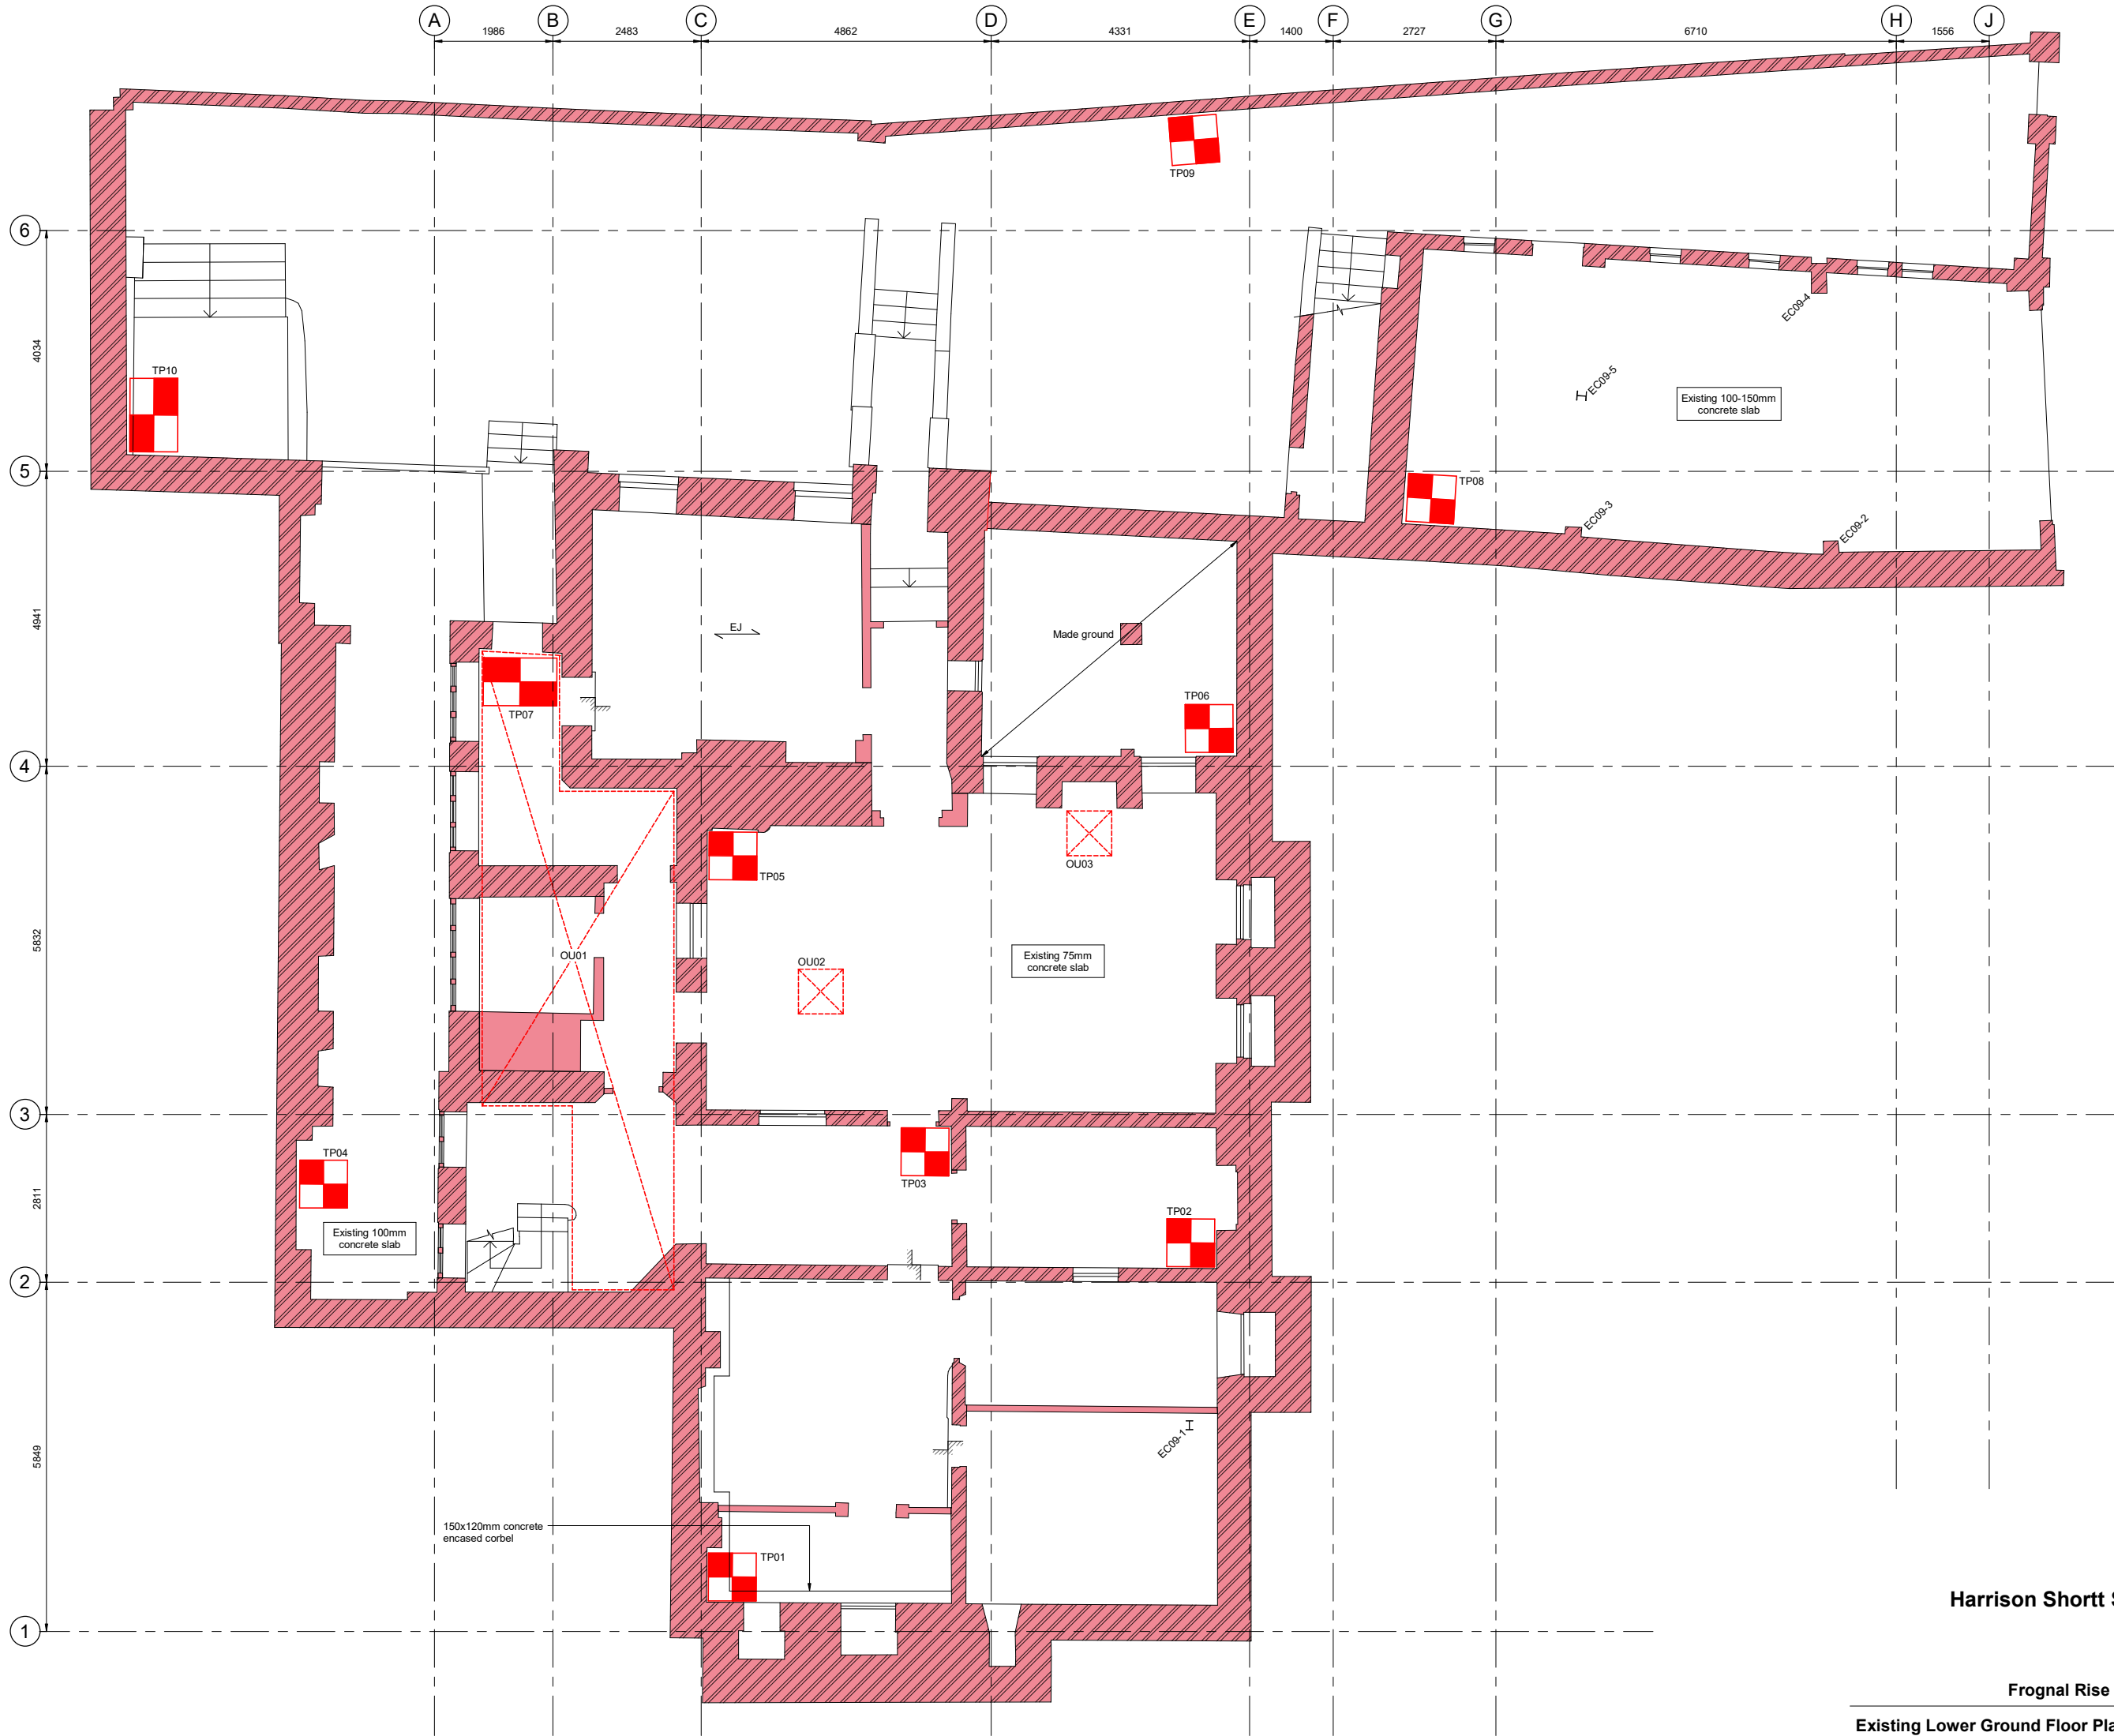 A B C D E F G H J
1986 2483 4862 4331 1400 2727 6710 1556
TP09
6
EC09-4
4034
TP10
EC09-5
Existing 100-150mm
concrete slab
5
TP08
EC09-3
EC09-2
4941
EJ
Made ground
TP06
TP07
4
OU03
TP05
5832
OU01
OU02
Existing 75mm
concrete slab
3
TP04
TP03
2811
TP02
Existing 100mm
concrete slab
2
5849
EC09-1
150x120mm concrete
encased corbel
TP01
Harrison Shortt
1
Frognal Rise
Existing Lower Ground Floor